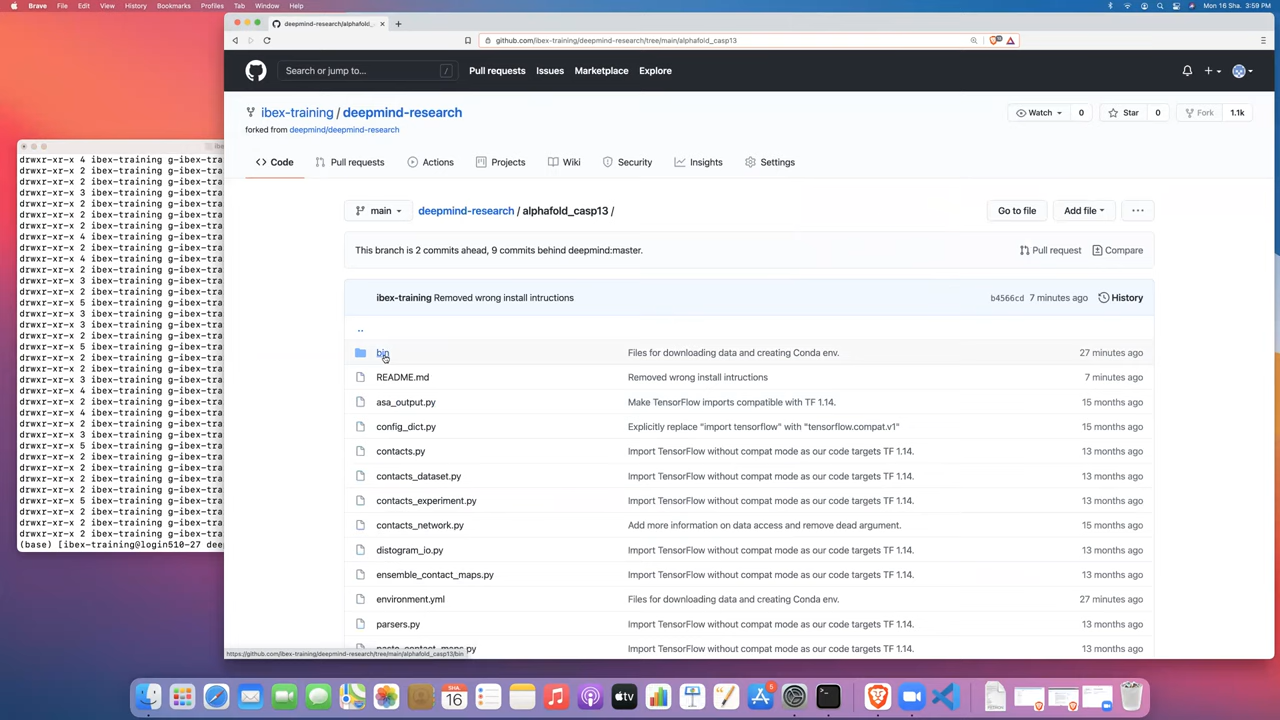 Brave File Edit View History Bookmarks Profiles Tab Window Help
Mon 16 Sha. 3:59 PM
deepmind-research/alphafold_
github.com/ibex-training/deepmind-research/tree/main/alphafold_casp13
Search or jump to... /
Pull requests Issues Marketplace Explore
ibex-training / deepmind-research
forked from deepmind/deepmind-research
Watch 0 Star 0 Fork 1.1k
<> Code Pull requests Actions Projects Wiki Security Insights Settings
main
deepmind-research / alphafold_casp13 /
Go to file Add file ...
This branch is 2 commits ahead, 9 commits behind deepmind:master.
Pull request Compare
ibex-training Removed wrong install intructions
b4566cd 7 minutes ago History
..
bin Files for downloading data and creating Conda env. 27 minutes ago
README.md Removed wrong install intructions 7 minutes ago
asa_output.py Make TensorFlow imports compatible with TF 1.14. 15 months ago
config_dict.py Explicitly replace "import tensorflow" with "tensorflow.compat.v1" 15 months ago
contacts.py Import TensorFlow without compat mode as our code targets TF 1.14. 13 months ago
contacts_dataset.py Import TensorFlow without compat mode as our code targets TF 1.14. 13 months ago
contacts_experiment.py Import TensorFlow without compat mode as our code targets TF 1.14. 13 months ago
contacts_network.py Add more information on data access and remove dead argument. 15 months ago
distogram_io.py Import TensorFlow without compat mode as our code targets TF 1.14. 13 months ago
ensemble_contact_maps.py Import TensorFlow without compat mode as our code targets TF 1.14. 13 months ago
environment.yml Files for downloading data and creating Conda env. 27 minutes ago
parsers.py Import TensorFlow without compat mode as our code targets TF 1.14. 13 months ago
paste_contact_maps.py Import TensorFlow without compat mode as our code targets TF 1.14. 13 months ago
https://github.com/ibex-training/deepmind-research/tree/main/alphafold_casp13/bin
drwxr-xr-x 4 ibex-training g-ibex-tra
drwxr-xr-x 2 ibex-training g-ibex-tra
drwxr-xr-x 2 ibex-training g-ibex-tra
drwxr-xr-x 3 ibex-training g-ibex-tra
drwxr-xr-x 2 ibex-training g-ibex-tra
drwxr-xr-x 2 ibex-training g-ibex-tra
drwxr-xr-x 2 ibex-training g-ibex-tra
drwxr-xr-x 4 ibex-training g-ibex-tra
drwxr-xr-x 2 ibex-training g-ibex-tra
drwxr-xr-x 4 ibex-training g-ibex-tra
drwxr-xr-x 2 ibex-training g-ibex-tra
drwxr-xr-x 3 ibex-training g-ibex-tra
drwxr-xr-x 2 ibex-training g-ibex-tra
drwxr-xr-x 5 ibex-training g-ibex-tra
drwxr-xr-x 3 ibex-training g-ibex-tra
drwxr-xr-x 3 ibex-training g-ibex-tra
drwxr-xr-x 2 ibex-training g-ibex-tra
drwxr-xr-x 5 ibex-training g-ibex-tra
drwxr-xr-x 2 ibex-training g-ibex-tra
drwxr-xr-x 2 ibex-training g-ibex-tra
drwxr-xr-x 3 ibex-training g-ibex-tra
drwxr-xr-x 4 ibex-training g-ibex-tra
drwxr-xr-x 2 ibex-training g-ibex-tra
drwxr-xr-x 4 ibex-training g-ibex-tra
drwxr-xr-x 2 ibex-training g-ibex-tra
drwxr-xr-x 3 ibex-training g-ibex-tra
drwxr-xr-x 5 ibex-training g-ibex-tra
drwxr-xr-x 2 ibex-training g-ibex-tra
drwxr-xr-x 2 ibex-training g-ibex-tra
drwxr-xr-x 2 ibex-training g-ibex-tra
drwxr-xr-x 2 ibex-training g-ibex-tra
drwxr-xr-x 5 ibex-training g-ibex-tra
drwxr-xr-x 2 ibex-training g-ibex-tra
drwxr-xr-x 2 ibex-training g-ibex-tra
drwxr-xr-x 2 ibex-training g-ibex-tra
(base) [ibex-training@login510-27 dee
SHA.
16
tv
5